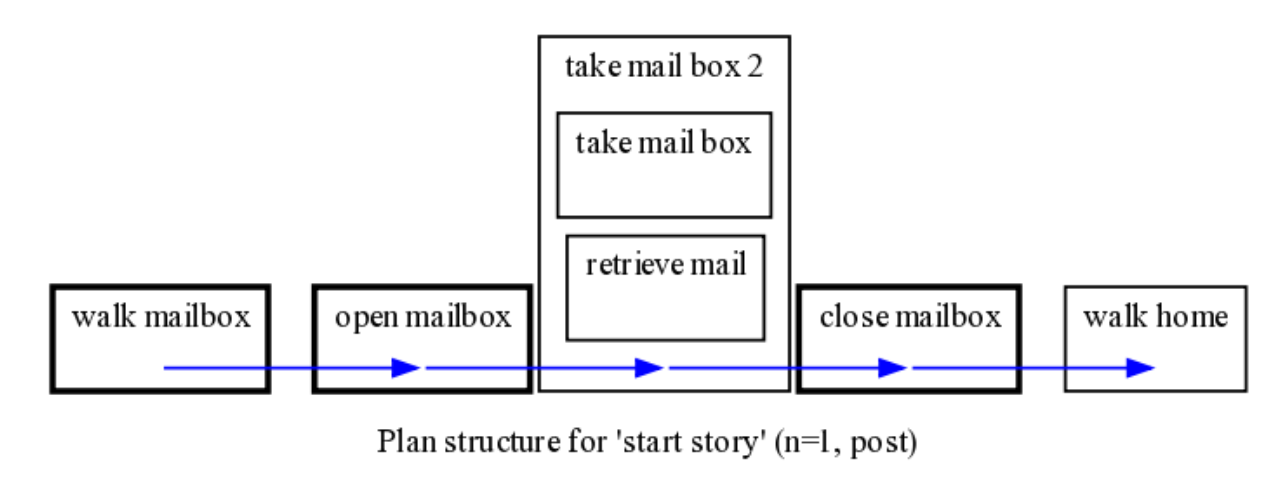 take mail box 2
take mail box
retrieve mail
walk mailbox
open mailbox
close mailbox
walk home
Plan structure for 'start story' (n=1, post)